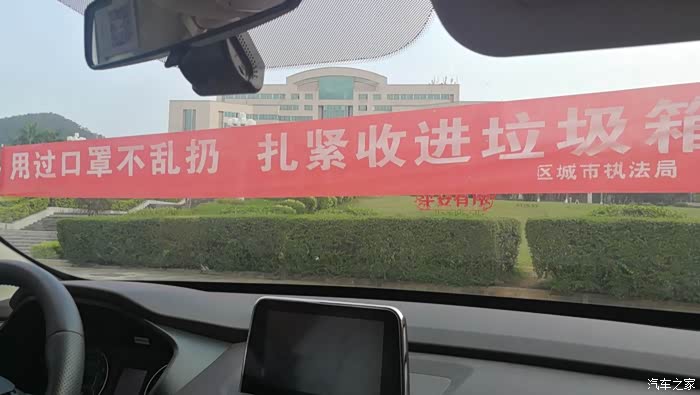 用过口罩不乱扔 扎紧收进垃圾箱
区城市执法局
汽车之家